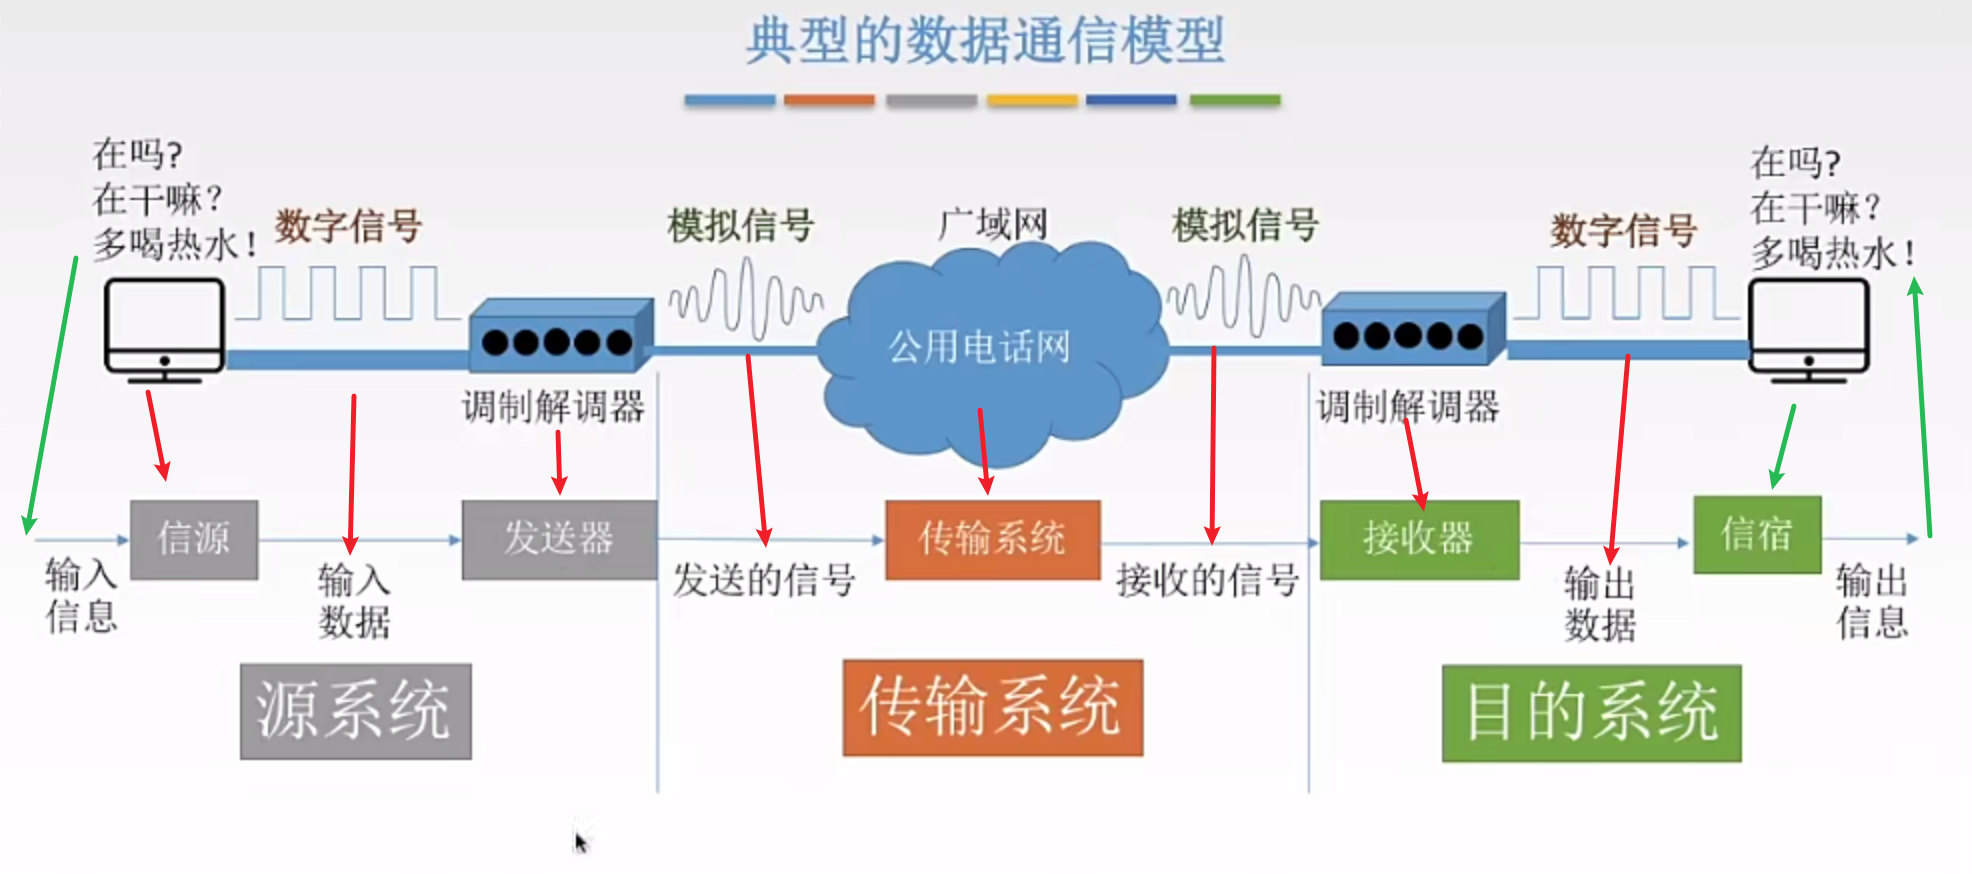 典型的数据通信模型
在吗?
在干嘛?
多喝热水!
数字信号
模拟信号
广域网
模拟信号
数字信号
在吗?
在干嘛?
多喝热水!
公用电话网
调制解调器
调制解调器
信源
发送器
传输系统
接收器
信宿
输入
信息
输入
数据
发送的信号
接收的信号
输出
数据
输出
信息
源系统
传输系统
目的系统